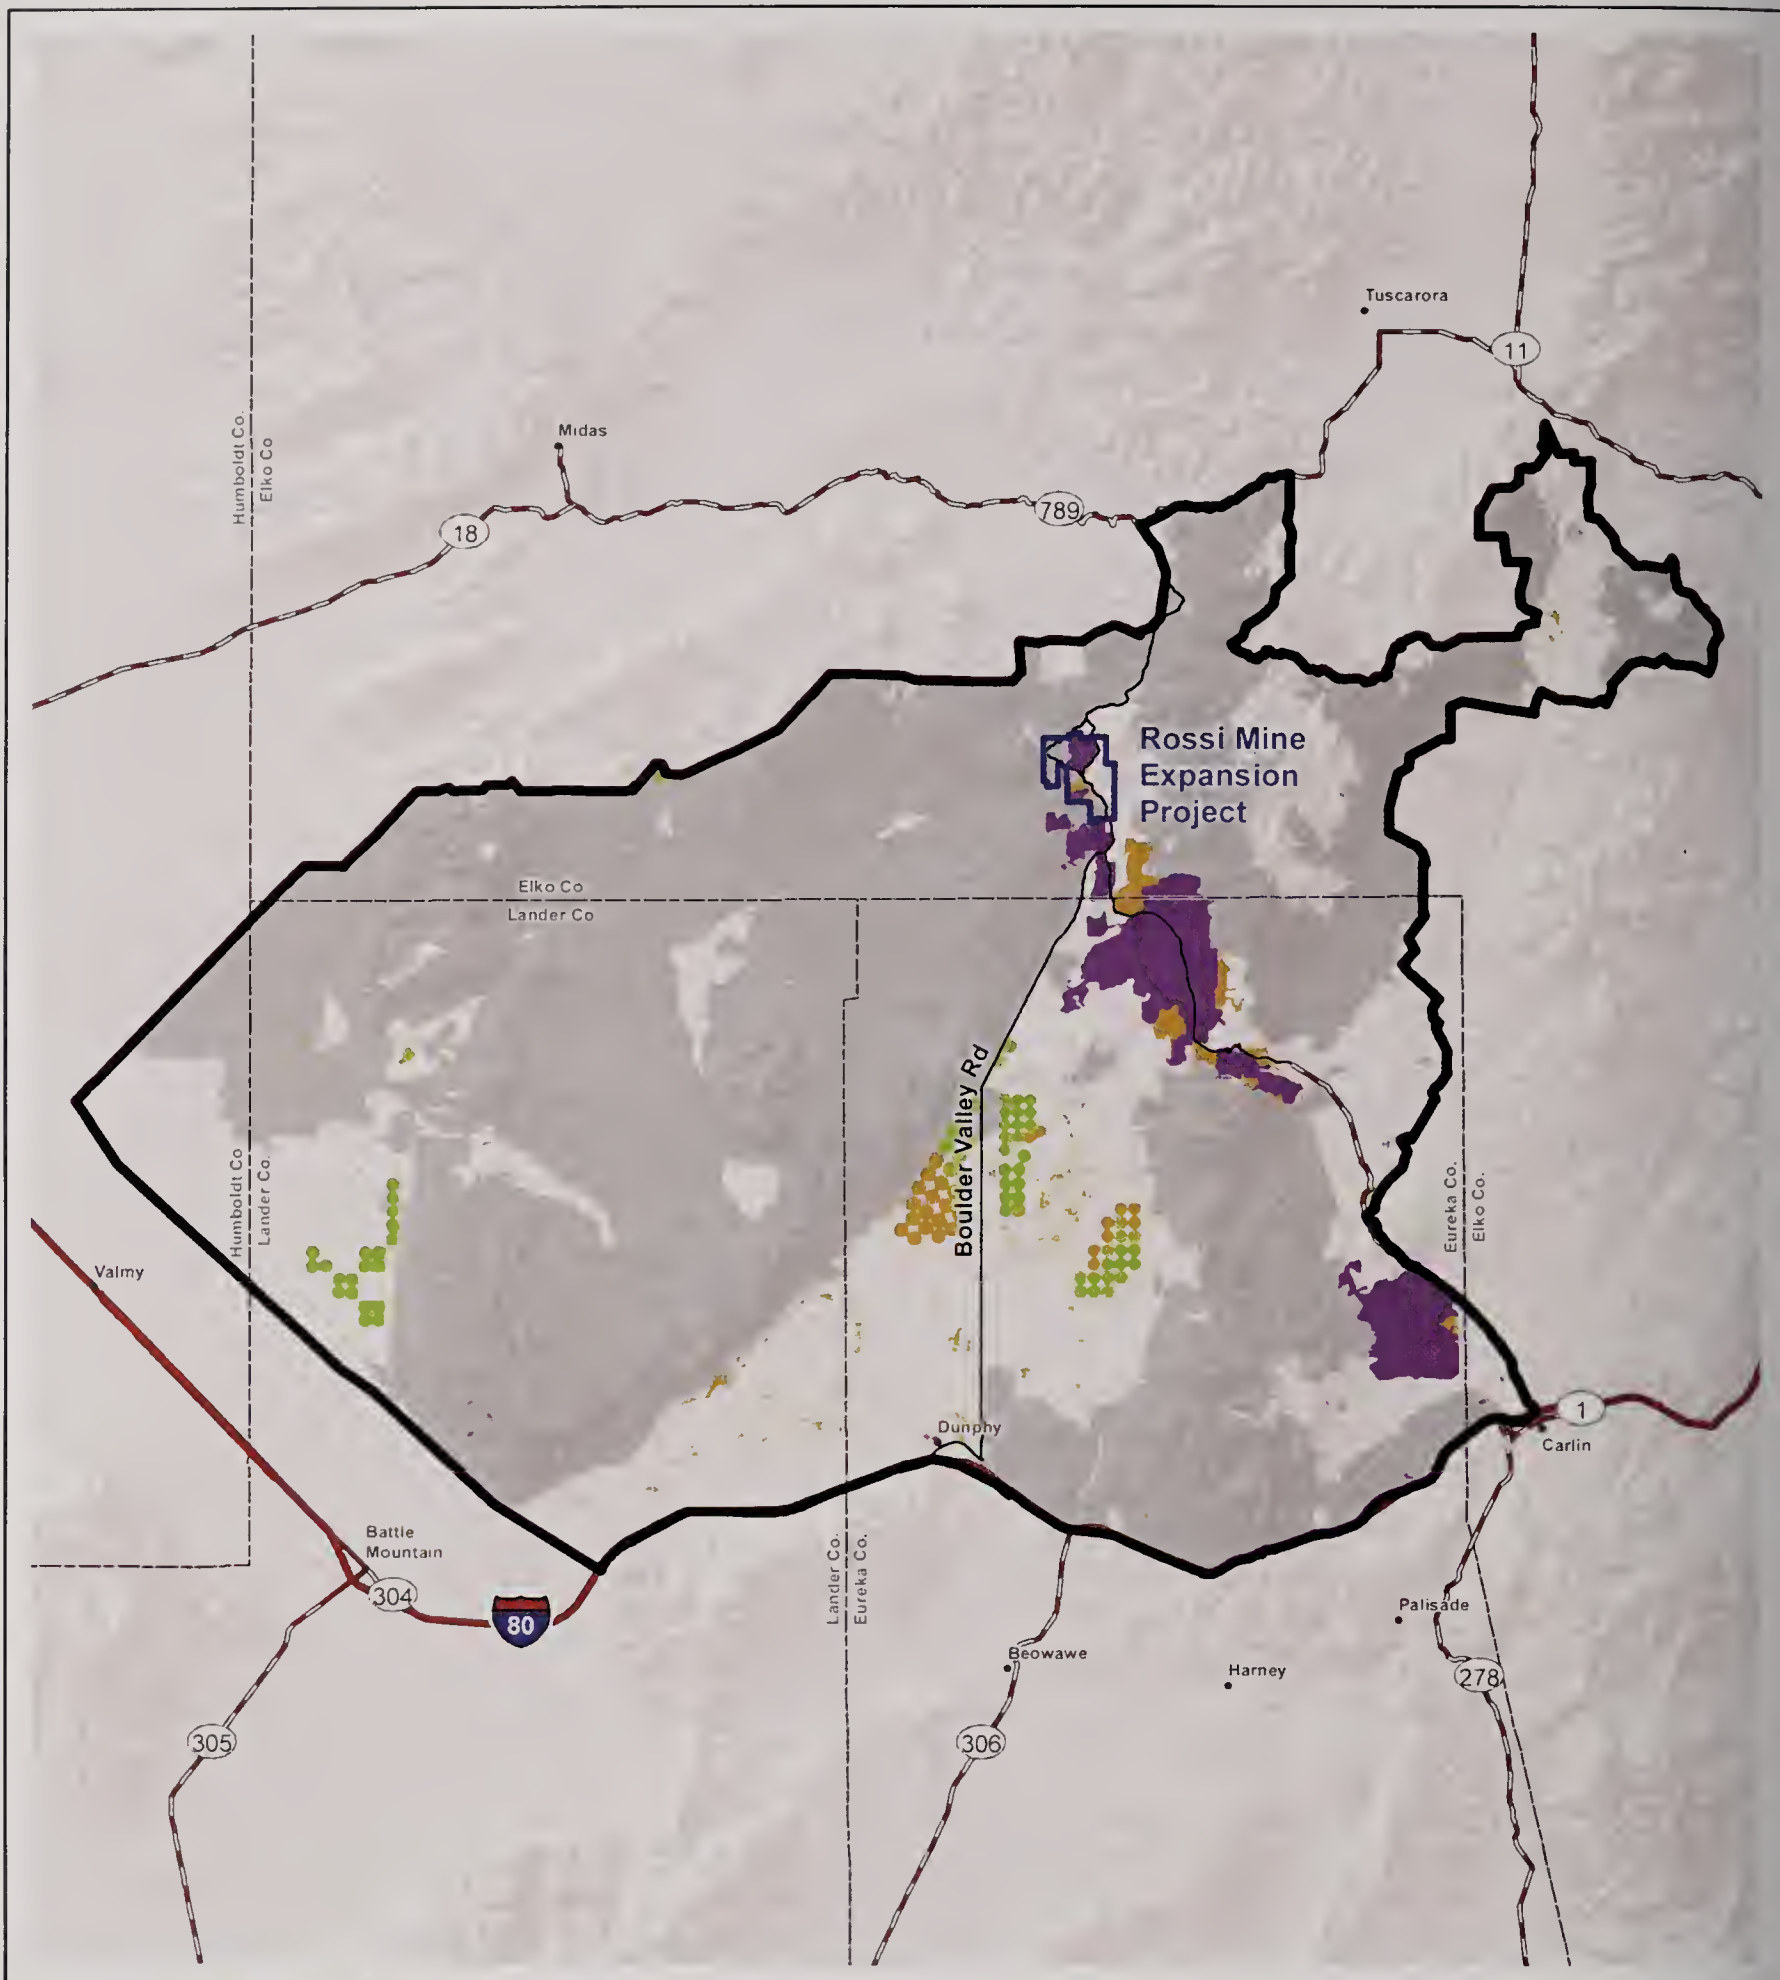 Tuscarora
11
Midas
Humboldt Co.
Elko Co
789
18
Rossi Mine
Expansion
Project
Elko Co
Lander Co
Boulder Valley Rd
Humboldt Co
Lander Co.
Eureka Co.
Elko Co.
Valmy
Dunphy
1
Carlin
Battle
Mountain
304
80
Lander Co.
Eureka Co.
Palisade
Beowawe
Harney
278
305
306